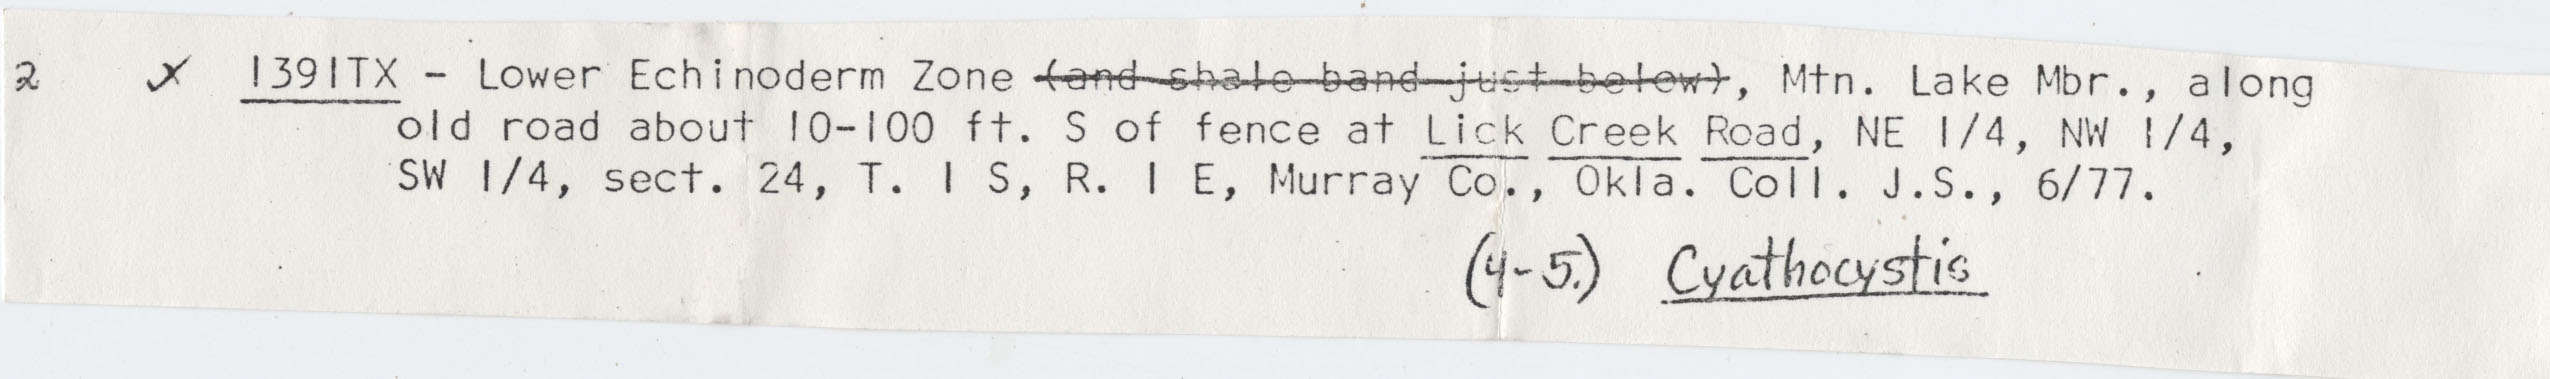 2 x 1391TX - Lower Echinoderm Zone (and shale band just below), Mtn. Lake Mbr., along
old road about 10-100 ft. S of fence at Lick Creek Road, NE 1/4, NW 1/4,
SW 1/4, sect. 24, T. 1 S, R. 1 E, Murray Co., Okla. Coll. J.S., 6/77.
(4-5.) Cyathocystis